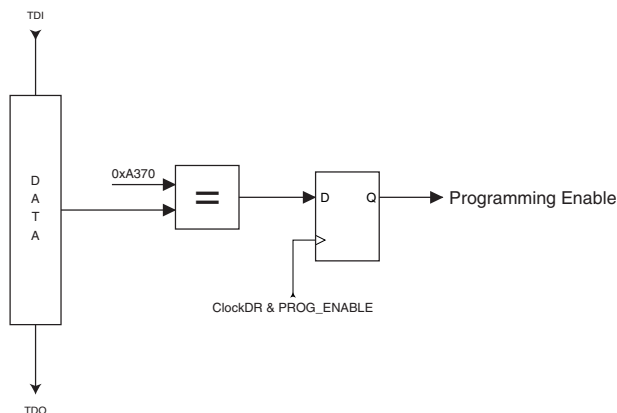 TDI
D
A
T
A
0xA370
=
D
Q
Programming Enable
ClockDR & PROG_ENABLE
TDO